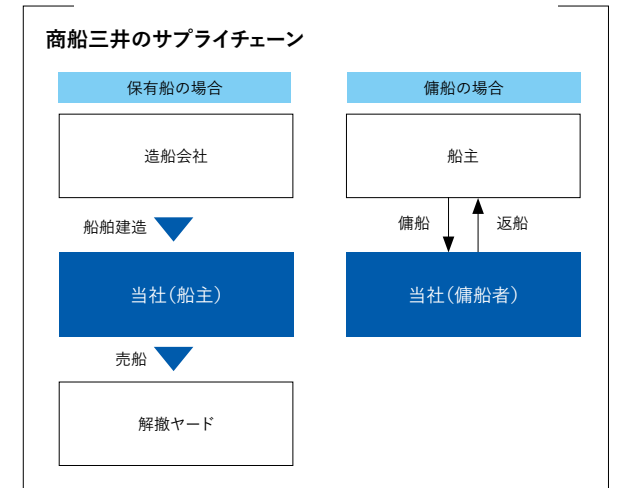 商船三井のサプライチェーン
保有船の場合
造船会社
船舶建造
当社（船主）
売船
解撤ヤード
傭船の場合
船主
傭船
返船
当社（傭船者）